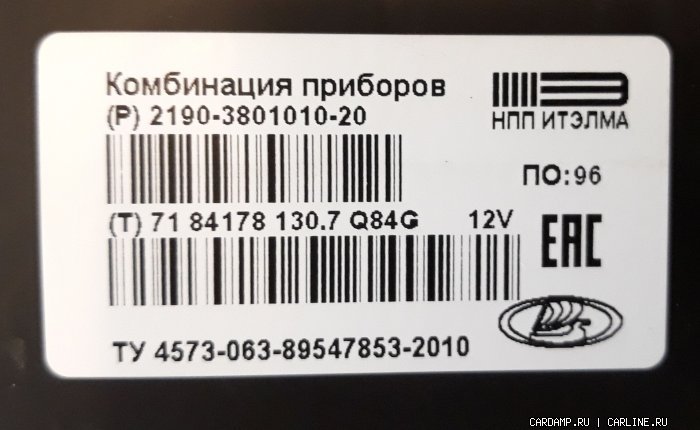 Комбинация приборов
(P) 2190-3801010-20
НПП ИТЭЛМА
ПО:96
(T) 71 84178 130.7 Q84G 12V
EAC
ТУ 4573-063-89547853-2010
CARDAMP.RU | CARLINE.RU